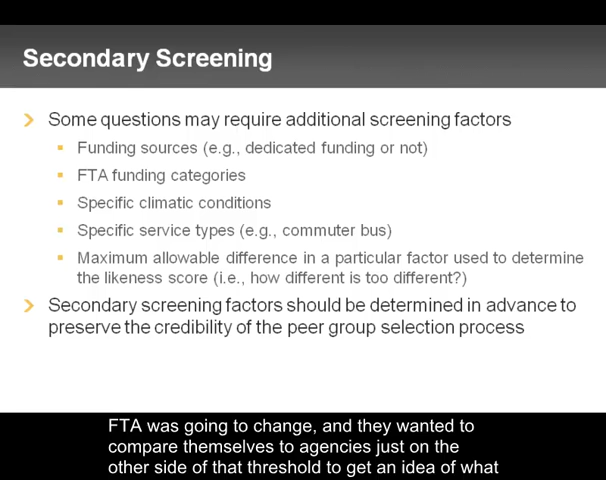 Secondary Screening
Some questions may require additional screening factors
Funding sources (e.g., dedicated funding or not)
FTA funding categories
Specific climatic conditions
Specific service types (e.g., commuter bus)
Maximum allowable difference in a particular factor used to determine
the likeness score (i.e., how different is too different?)
Secondary screening factors should be determined in advance to
preserve the credibility of the peer group selection process
FTA was going to change, and they wanted to
compare themselves to agencies just on the
other side of that threshold to get an idea of what